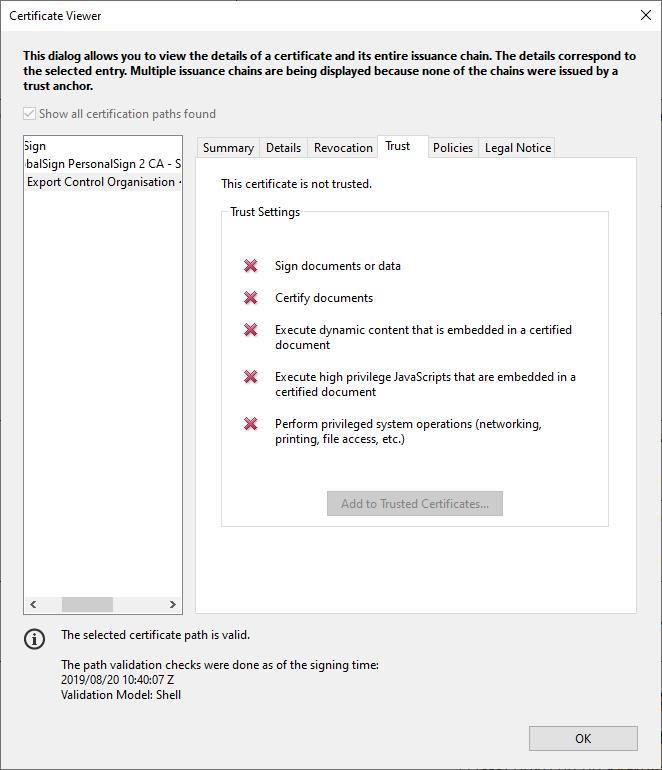 Certificate Viewer
This dialog allows you to view the details of a certificate and its entire issuance chain. The details correspond to
the selected entry. Multiple issuance chains are being displayed because none of the chains were issued by a
trust anchor.
Show all certification paths found
Sign
balSign PersonalSign 2 CA - S
Export Control Organisation
Summary Details Revocation Trust Policies Legal Notice
This certificate is not trusted.
Trust Settings
Sign documents or data
Certify documents
Execute dynamic content that is embedded in a certified
document
Execute high privilege JavaScripts that are embedded in a
certified document
Perform privileged system operations (networking,
printing, file access, etc.)
Add to Trusted Certificates...
The selected certificate path is valid.
The path validation checks were done as of the signing time:
2019/08/20 10:40:07 Z
Validation Model: Shell
OK